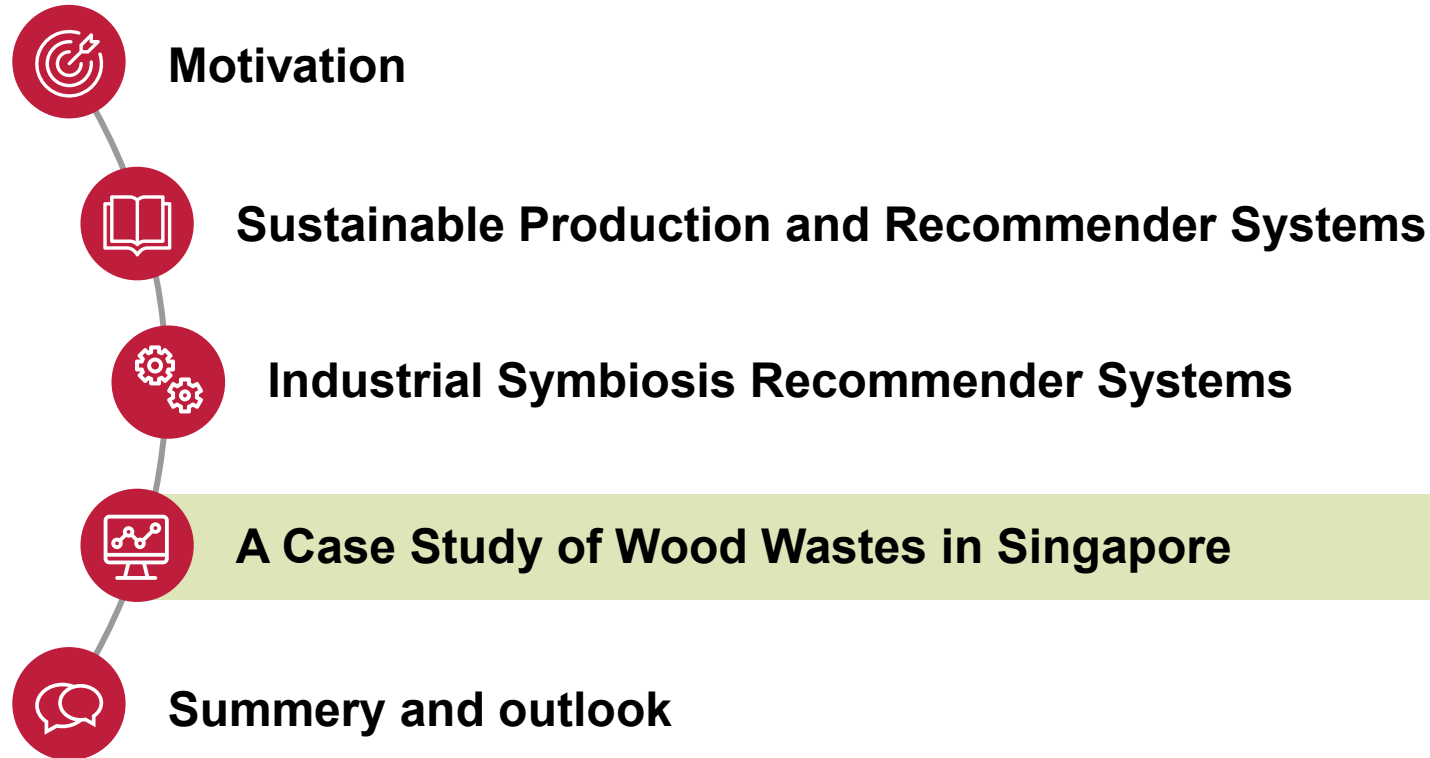 Motivation
Sustainable Production and Recommender Systems
Industrial Symbiosis Recommender Systems
A Case Study of Wood Wastes in Singapore
Summery and outlook